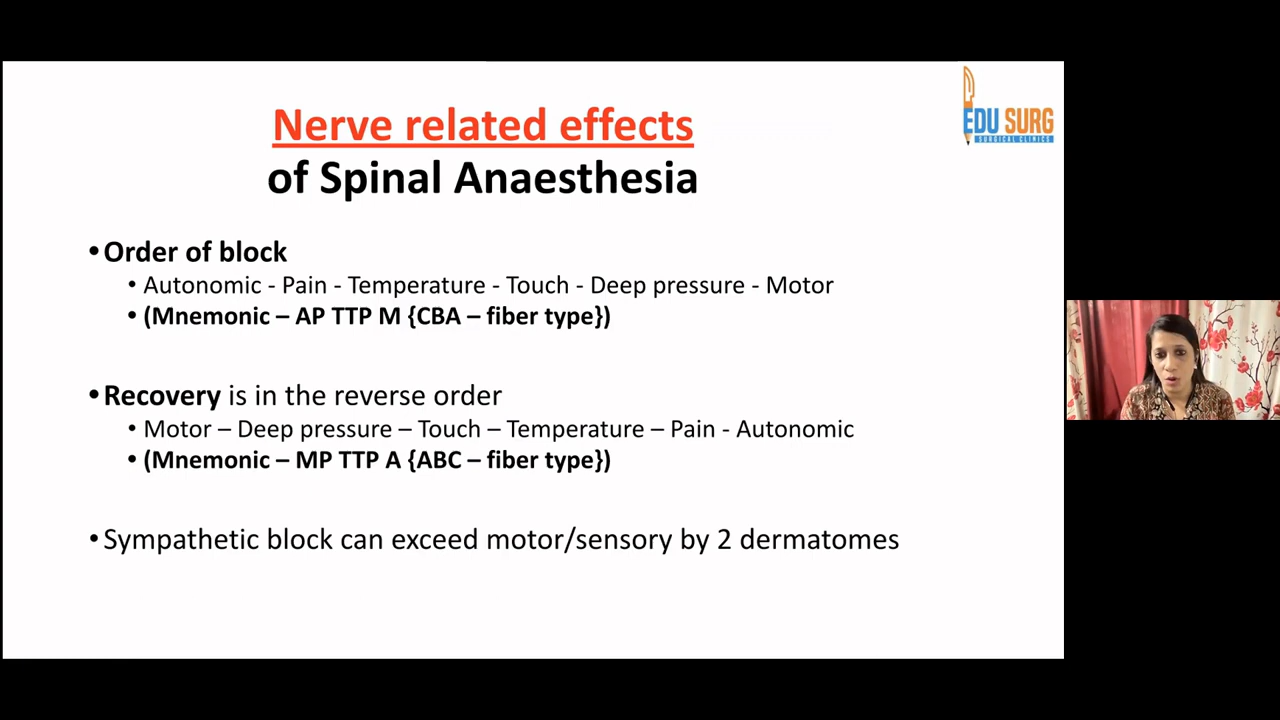 Nerve related effects
of Spinal Anaesthesia
EDU SURG
SURGICAL CLINICS
•Order of block
• Autonomic - Pain - Temperature - Touch - Deep pressure - Motor
• (Mnemonic – AP TTP M {CBA – fiber type})
•Recovery is in the reverse order
• Motor – Deep pressure – Touch – Temperature – Pain - Autonomic
• (Mnemonic – MP TTP A {ABC – fiber type})
•Sympathetic block can exceed motor/sensory by 2 dermatomes